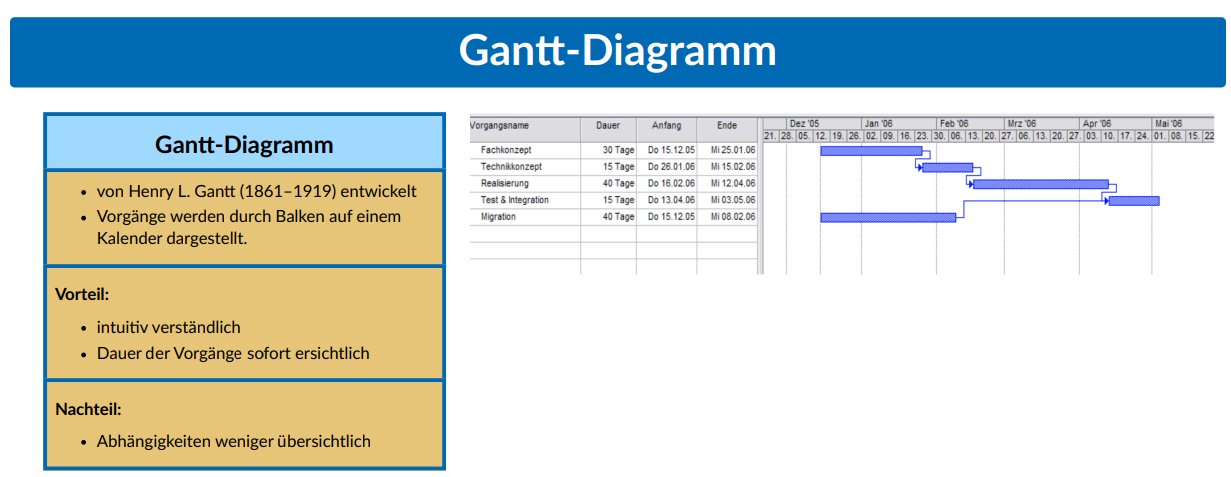 Gantt-Diagramm
Gantt-Diagramm
• von Henry L. Gantt (1861–1919) entwickelt
• Vorgänge werden durch Balken auf einem
Kalender dargestellt.
Vorteil:
• intuitiv verständlich
• Dauer der Vorgänge sofort ersichtlich
Nachteil:
• Abhängigkeiten weniger übersichtlich
Vorgangsname Dauer Anfang Ende Dez '05 Jan '06 Feb '06 Mrz '06 Apr '06 Mai '06
21. 28. 05. 12. 19. 26. 02. 09. 16. 23. 30. 06. 13. 20. 27. 06. 13. 20. 27. 03. 10. 17. 24. 01. 08. 15. 22
Fachkonzept 30 Tage Do 15.12.05 Mi 25.01.06
Technikkonzept 15 Tage Do 26.01.06 Mi 15.02.06
Realisierung 40 Tage Do 16.02.06 Mi 12.04.06
Test & Integration 15 Tage Do 13.04.06 Mi 03.05.06
Migration 40 Tage Do 15.12.05 Mi 08.02.06